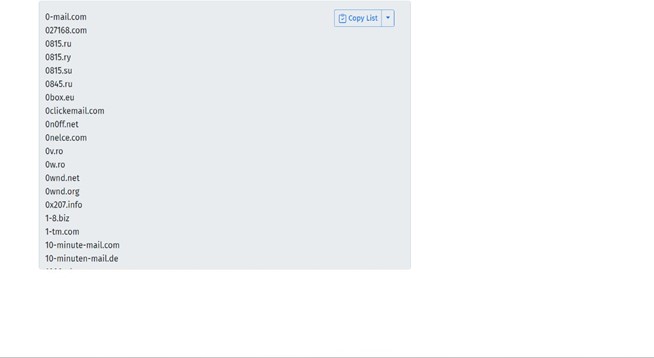 0-mail.com
Copy List
027168.com
0815.ru
0815.ry
0815.su
0845.ru
0box.eu
0clickemail.com
0n0ff.net
0nelce.com
0v.ro
0w.ro
0wnd.net
0wnd.org
0x207.info
1-8.biz
1-tm.com
10-minute-mail.com
10-minuten-mail.de